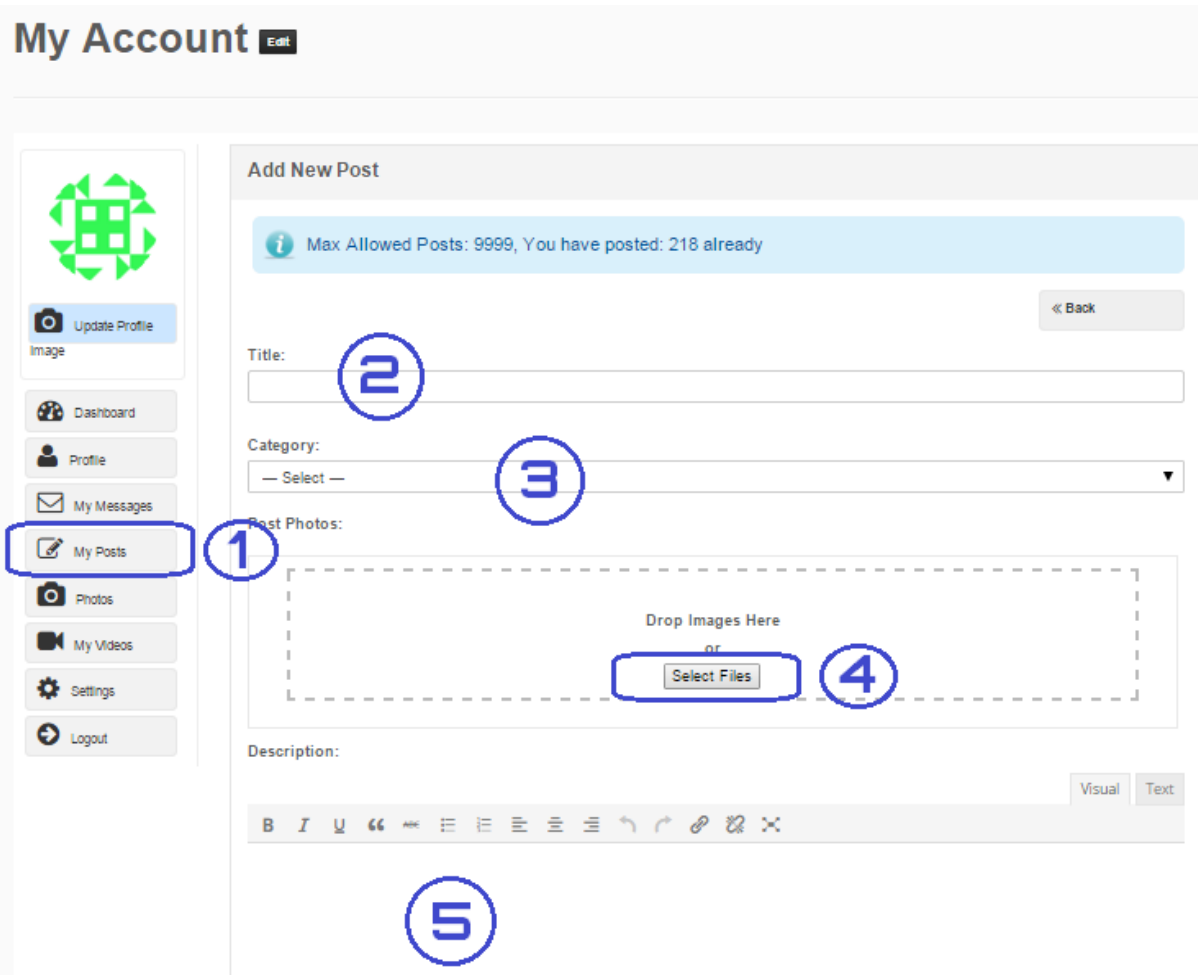 My Account Edit
Add New Post
Max Allowed Posts: 9999, You have posted: 218 already
« Back
Update Profile
Image
Title:
2
Dashboard
Category:
Profile
— Select —
3
My Messages
Post Photos:
My Posts
1
Photos
Drop Images Here
or
My Videos
Select Files
4
Settings
Logout
Description:
Visual Text
B I U “ ABC
5